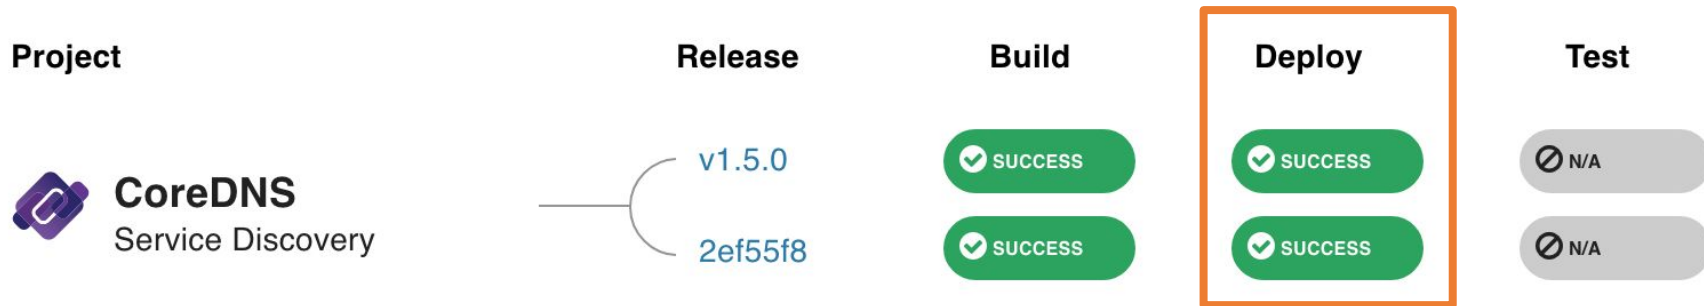 Project Release Build Deploy Test
v1.5.0 SUCCESS SUCCESS N/A
CoreDNS
Service Discovery
2ef55f8 SUCCESS SUCCESS N/A